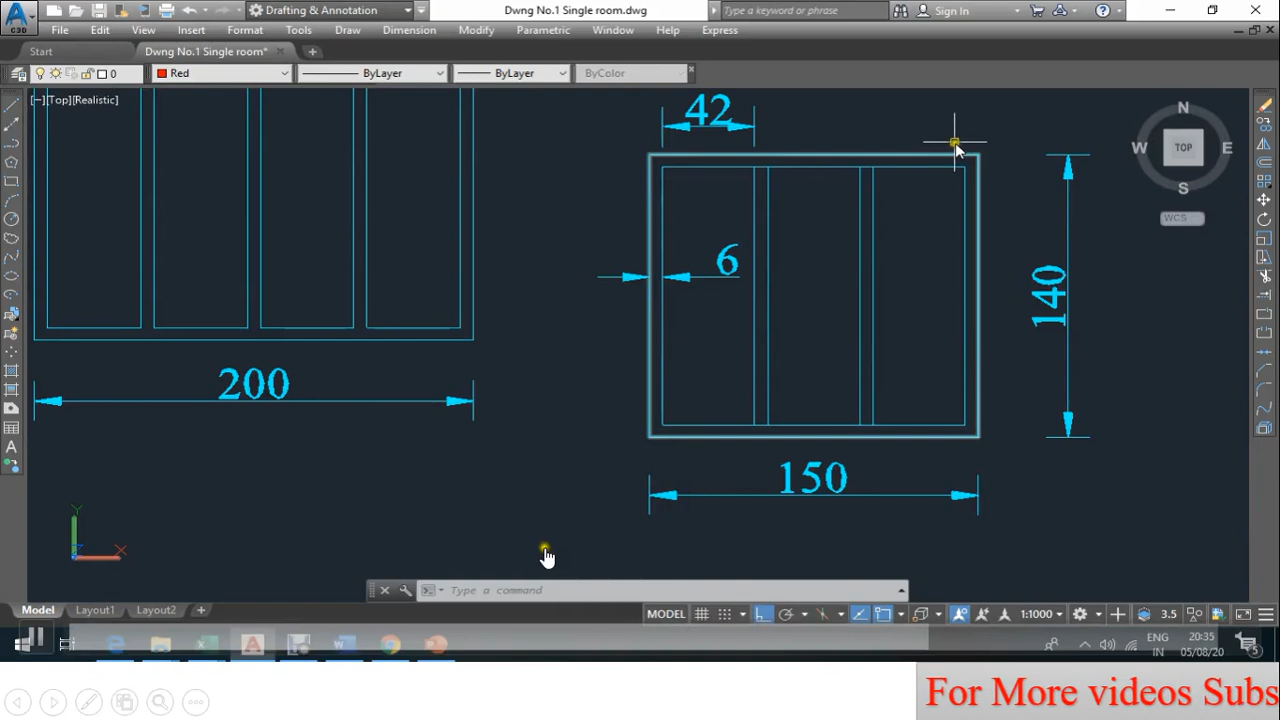 Drafting & Annotation
Dwng No.1 Single room.dwg
Type a keyword or phrase
Sign In
C3D
File Edit View Insert Format Tools Draw Dimension Modify Parametric Window Help Express
Start
Dwng No.1 Single room*
0
Red
ByLayer
ByLayer
ByColor
[−][Top][Realistic]
42
N
W
TOP
E
S
WCS
6
140
200
150
Y
X
Type a command
Model
Layout1
Layout2
MODEL
1:1000
3.5
ENG
20:35
IN
05/08/20
5
For More videos Subs